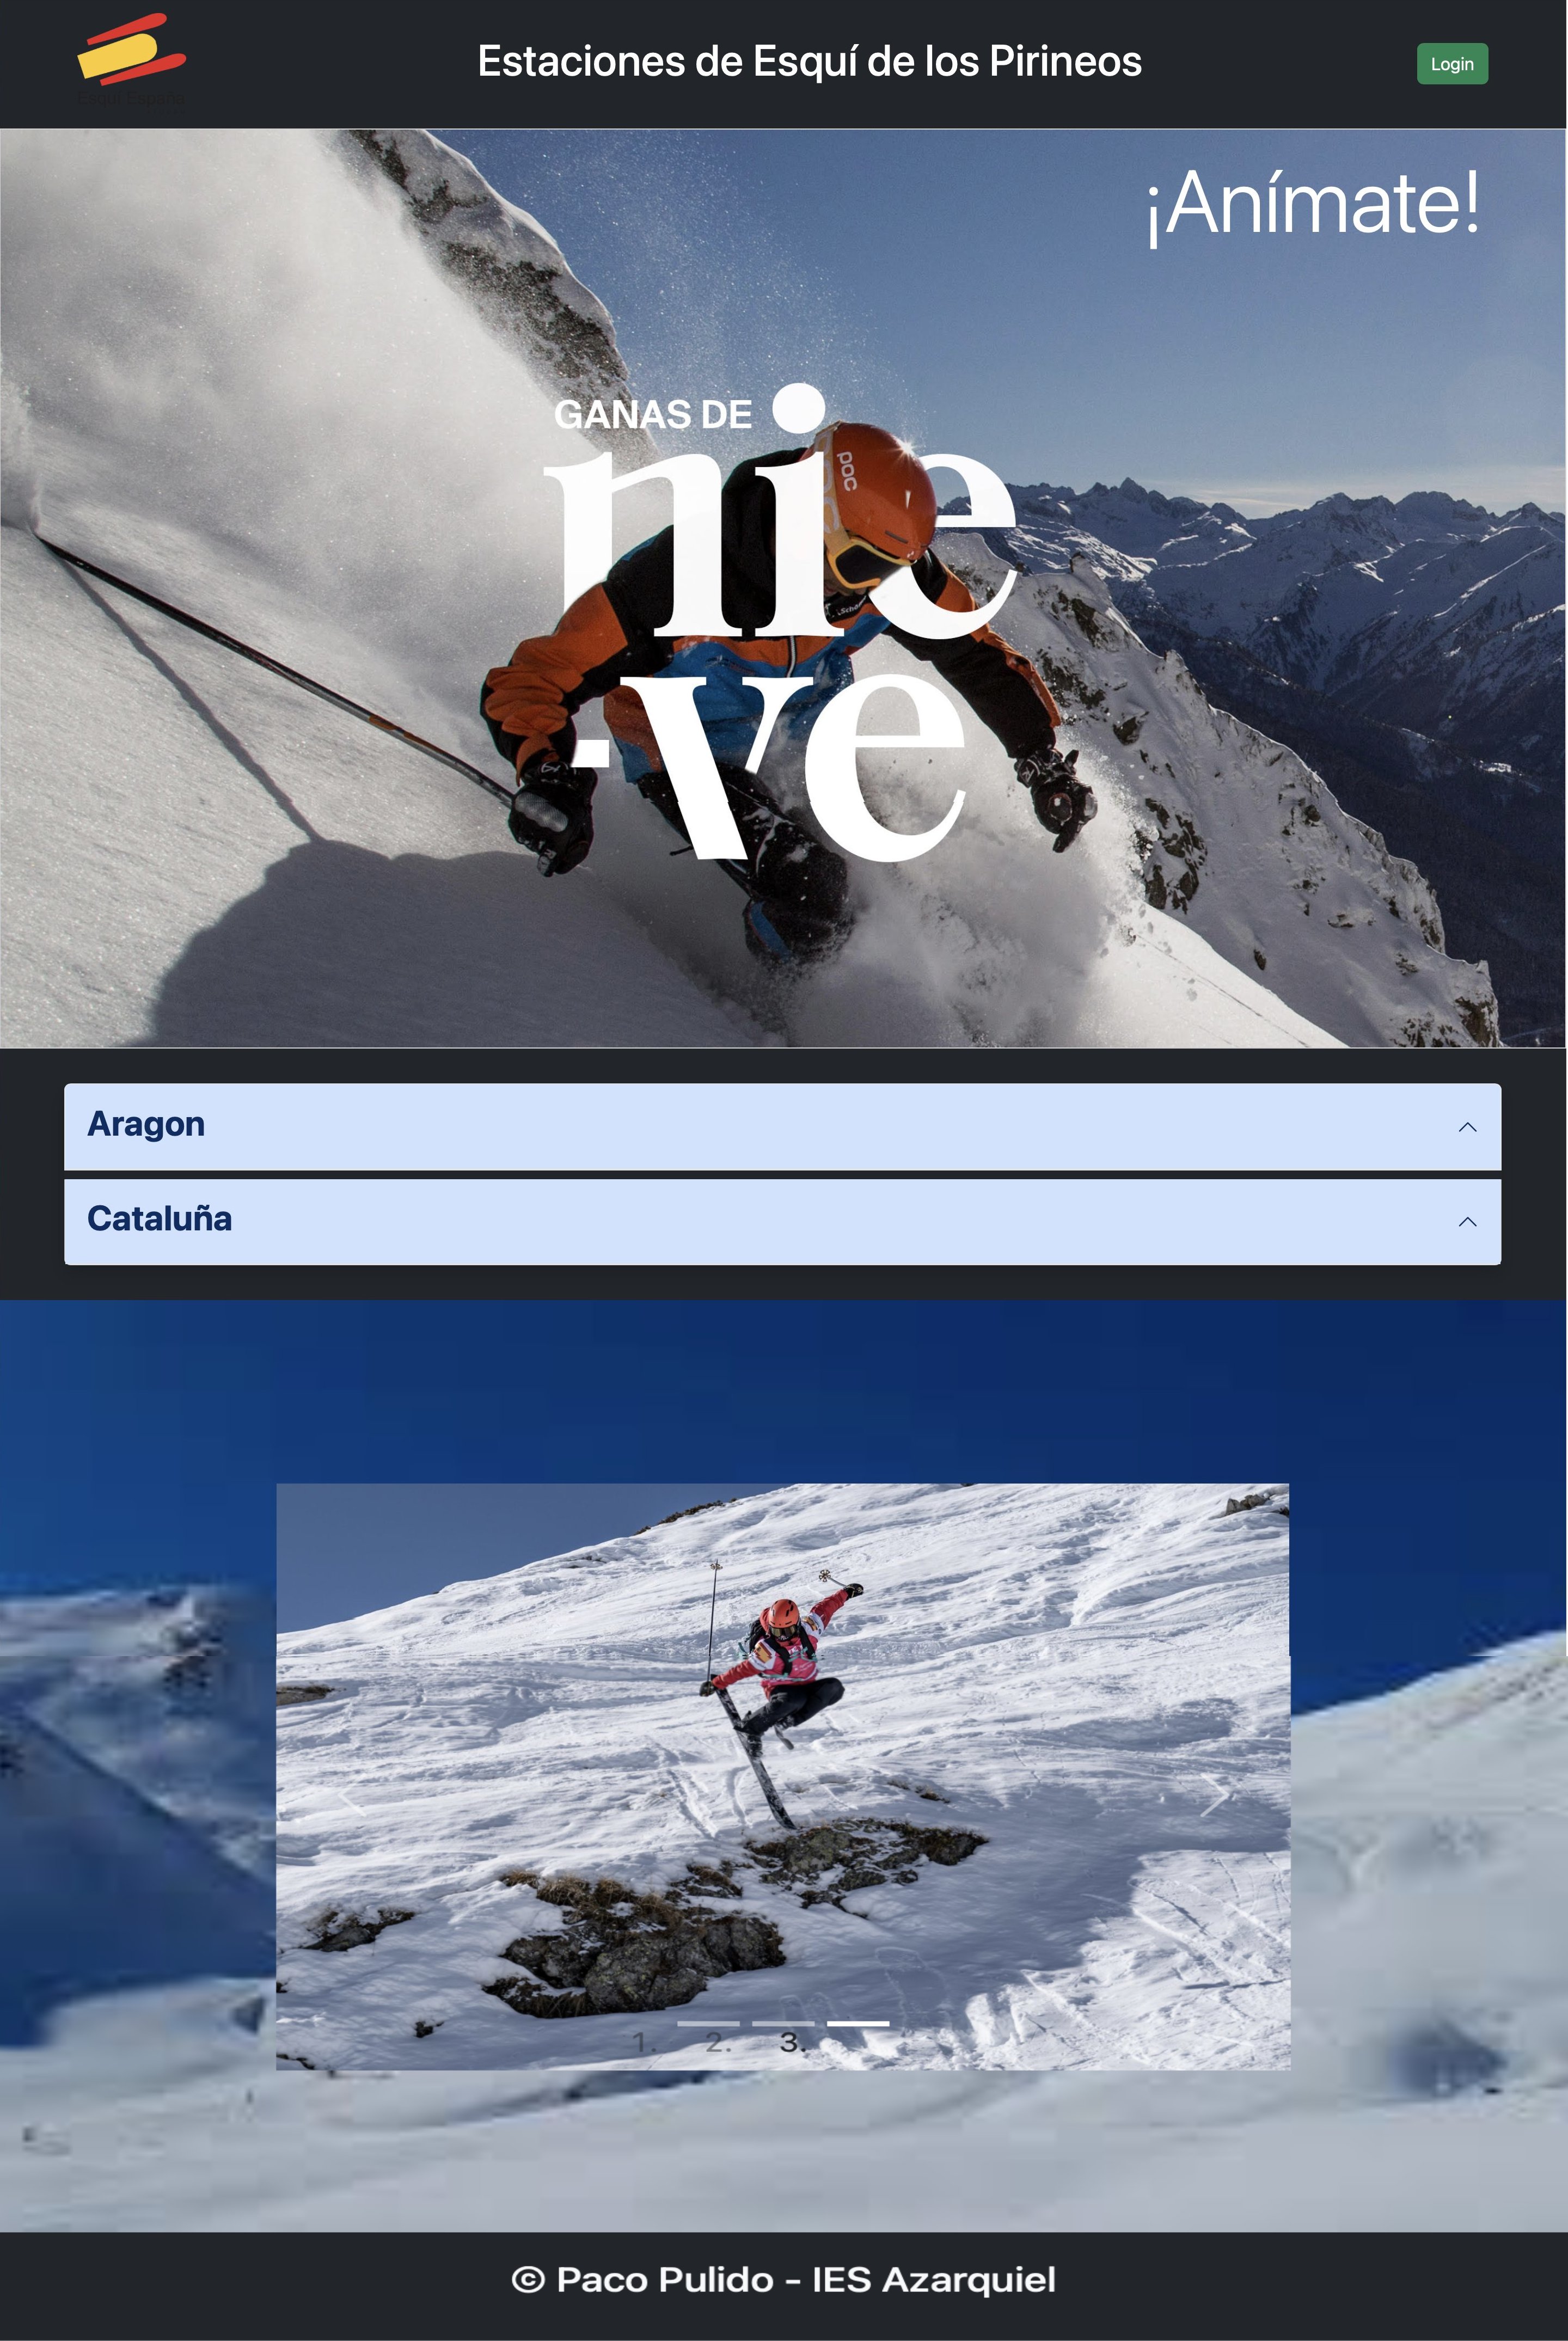 Esquí España
Estaciones de Esquí de los Pirineos
Login
¡Anímate!
GANAS DE
nie
-ve
poc
Aragon
Cataluña
1. 2. 3.
© Paco Pulido - IES Azarquiel